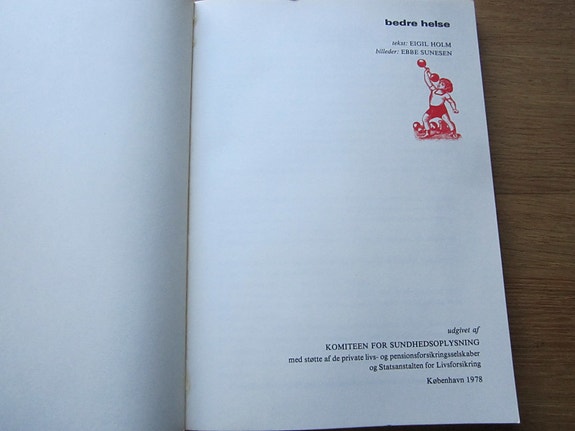 bedre helse
tekst: EIGIL HOLM
billeder: EBBE SUNESEN
udgivet af
KOMITEEN FOR SUNDHEDSOPLYSNING
med støtte af de private livs- og pensionsforsikringsselskaber
og Statsanstalten for Livsforsikring
København 1978